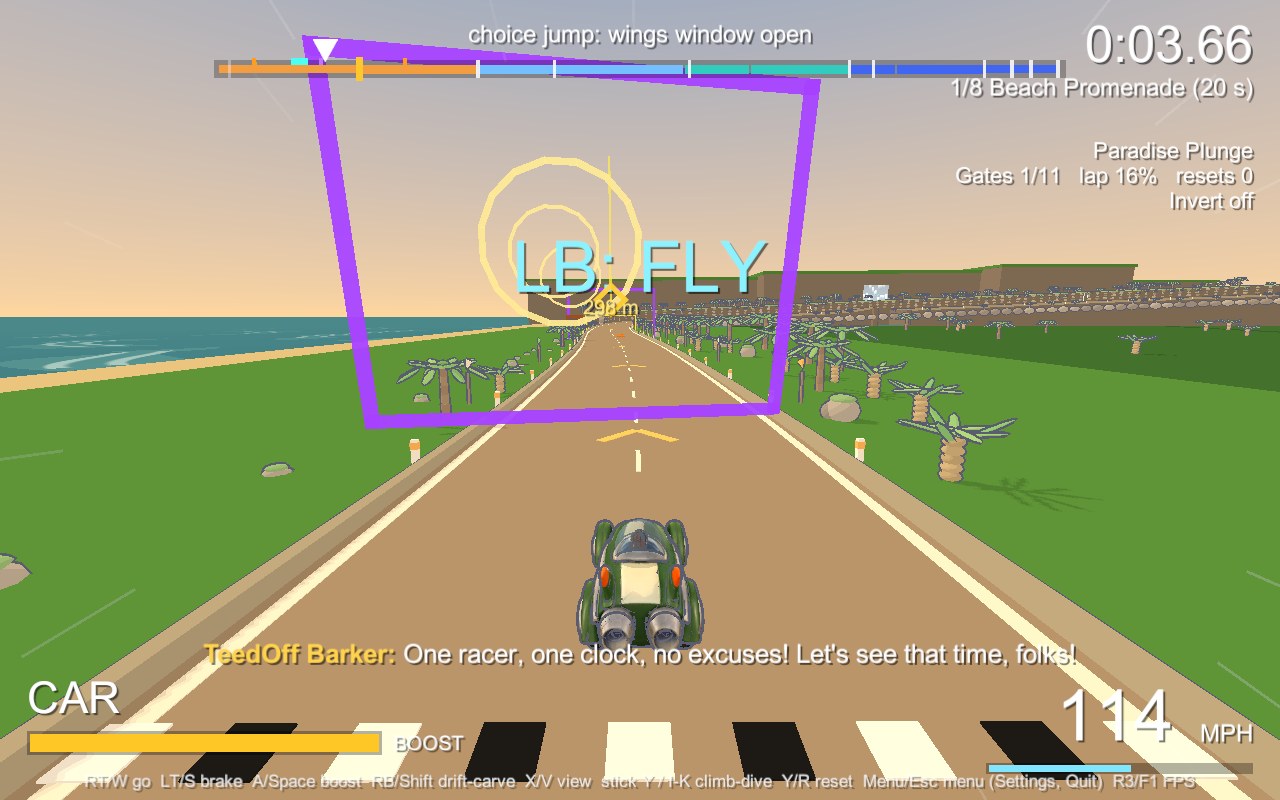 choice jump: wings window open
0:03.66
1/8 Beach Promenade (20 s)
Paradise Plunge
Gates 1/11 lap 16% resets 0
Invert off
LB: FLY
298 m
TeedOff Barker: One racer, one clock, no excuses! Let's see that time, folks!
CAR
BOOST
114 MPH
RT/W go LT/S brake A/Space boost RB/Shift drift-carve X/V view stick Y / I-K climb-dive Y/R reset Menu/Esc menu (Settings, Quit) R3/F1 FPS